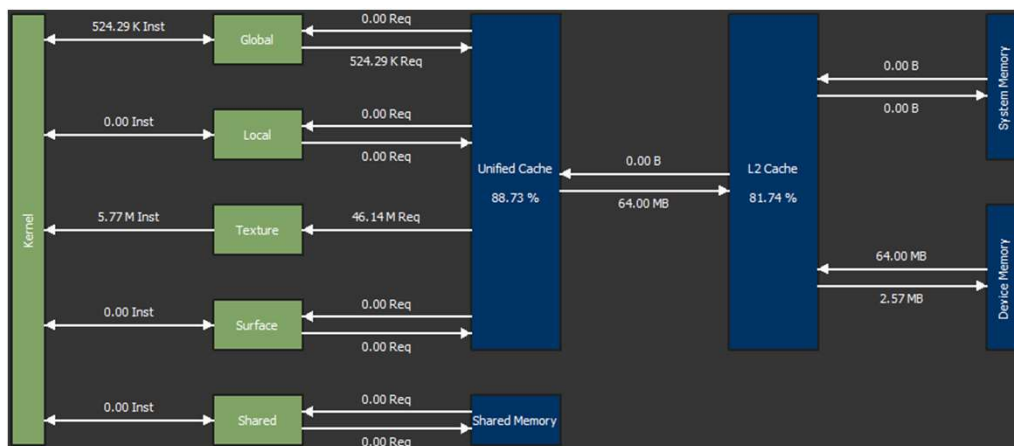 Kernel
524.29 K Inst
Global
0.00 Req
524.29 K Req
0.00 Inst
Local
0.00 Req
0.00 Req
5.77 M Inst
Texture
46.14 M Req
0.00 Inst
Surface
0.00 Req
0.00 Req
0.00 Inst
Shared
0.00 Req
0.00 Req
Unified Cache
88.73 %
Shared Memory
0.00 B
64.00 MB
L2 Cache
81.74 %
0.00 B
0.00 B
System Memory
64.00 MB
2.57 MB
Device Memory